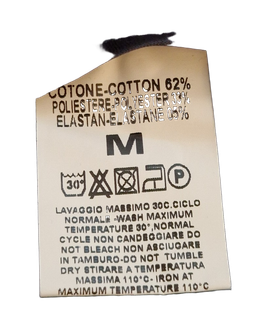 COTONE-COTTON 62%
POLIESTERE-POLYESTER
ELASTAN-ELASTANE
M
30°
P
LAVAGGIO MASSIMO 30C.CICLO
NORMALE -WASH MAXIMUM
TEMPERATURE 30°,NORMAL
CYCLE NON CANDEGGIARE DO
NOT BLEACH NON ASCIUGARE
IN TAMBURO-DO NOT TUMBLE
DRY STIRARE A TEMPERATURA
MASSIMA 110°C- IRON AT
MAXIMUM TEMPERATURE 110°C